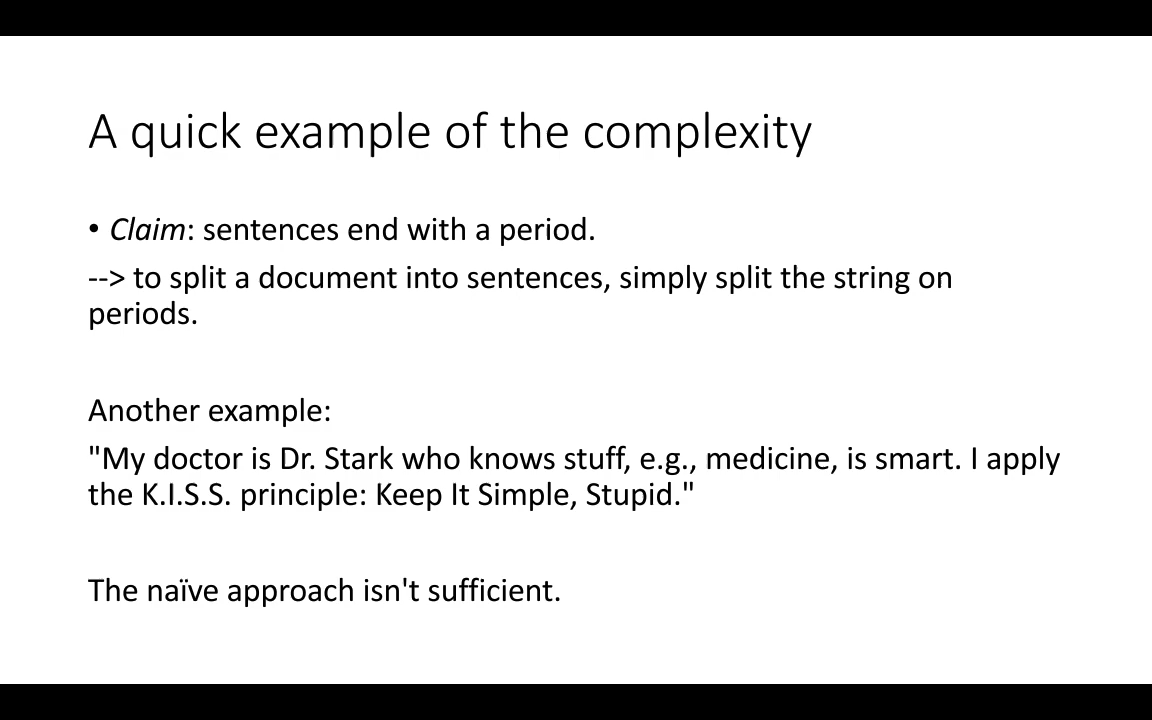 A quick example of the complexity
• Claim: sentences end with a period.
--> to split a document into sentences, simply split the string on
periods.
Another example:
"My doctor is Dr. Stark who knows stuff, e.g., medicine, is smart. I apply
the K.I.S.S. principle: Keep It Simple, Stupid."
The naïve approach isn't sufficient.